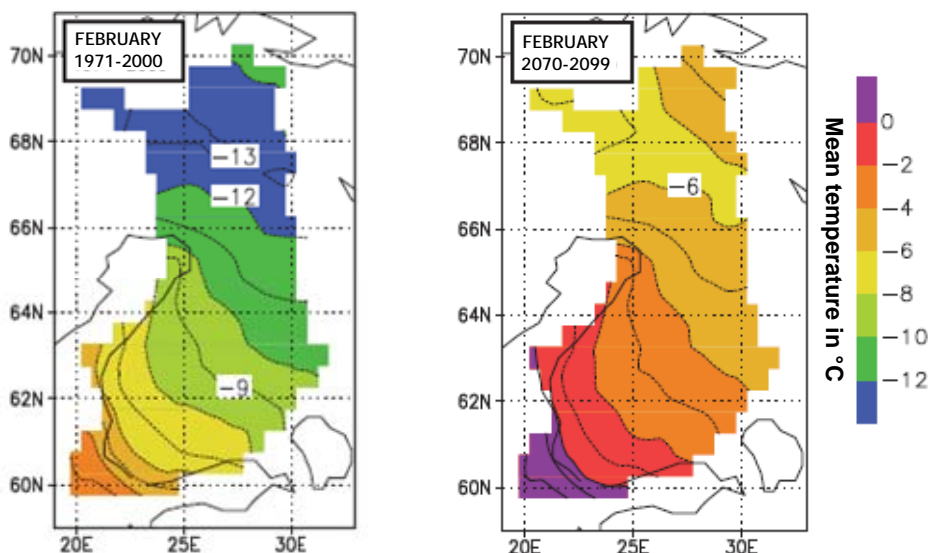 FEBRUARY
1971-2000
70N
68N
66N
64N
62N
60N
-13
-12
-9
20E 25E 30E
FEBRUARY
2070-2099
70N
68N
66N
64N
62N
60N
-6
20E 25E 30E
0
-2
-4
-6
-8
-10
-12
Mean temperature in °C